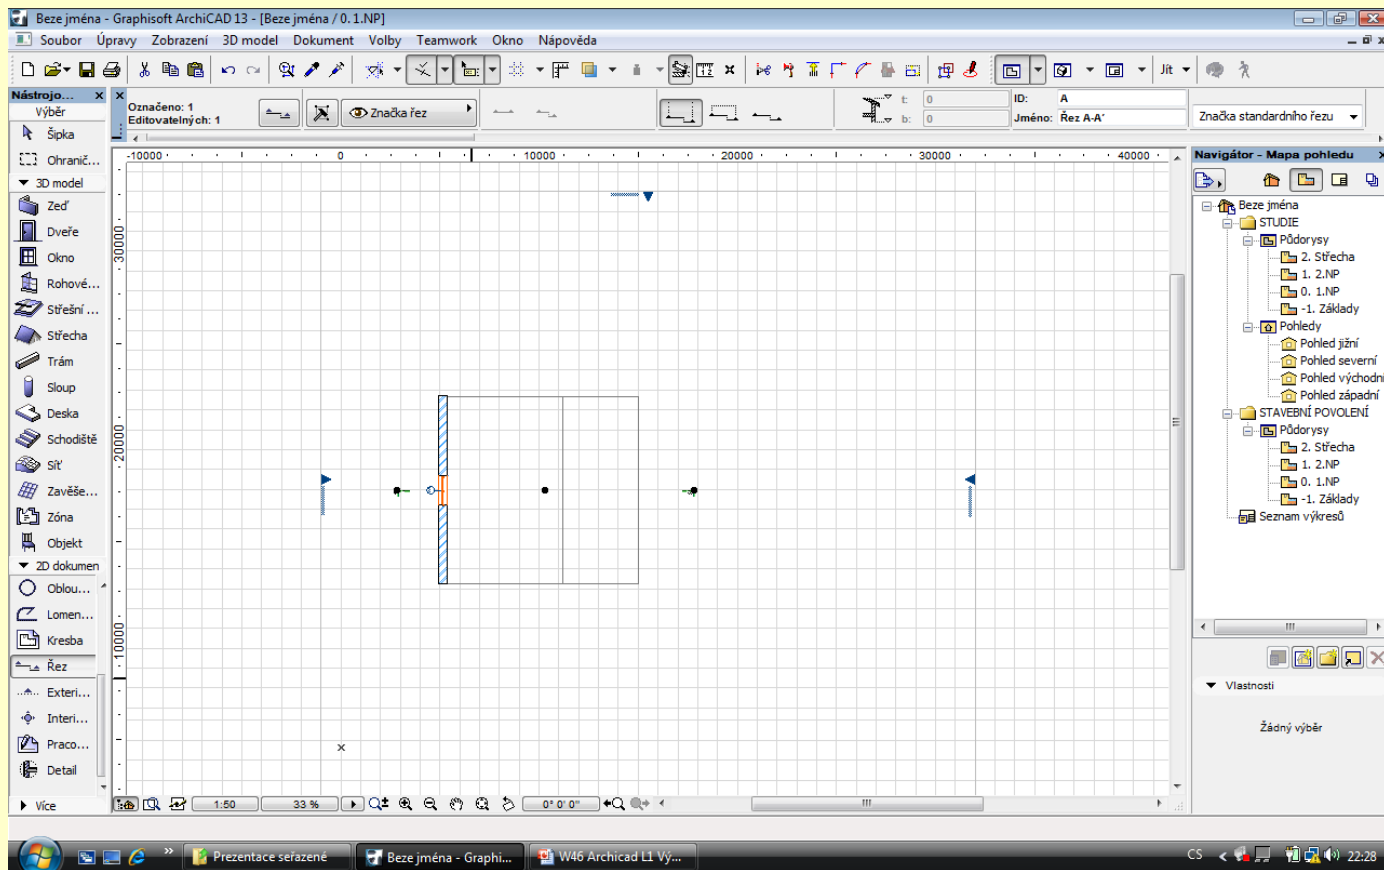 Beze jména - Graphisoft ArchiCAD 13 - [Beze jména / 0. 1.NP]
Soubor Úpravy Zobrazení 3D model Dokument Volby Teamwork Okno Nápověda
Jít
Nástrojo...
Výběr
Šipka
Ohranič...
3D model
Zeď
Dveře
Okno
Rohové...
Střešní ...
Střecha
Trám
Sloup
Deska
Schodiště
Síť
Zavěše...
Zóna
Objekt
2D dokumen
Oblou...
Lomen...
Kresba
Řez
Exteri...
Interi...
Praco...
Detail
Více
Označeno: 1
Editovatelných: 1
Značka řez
t: 0
b: 0
ID: A
Jméno: Řez A-A'
Značka standardního řezu
-10000 0 10000 20000 30000 40000
30000
20000
10000
1:50 33 % 0° 0' 0"
Navigátor - Mapa pohledu
Beze jména
STUDIE
Půdorysy
2. Střecha
1. 2.NP
0. 1.NP
-1. Základy
Pohledy
Pohled jižní
Pohled severní
Pohled východní
Pohled západní
STAVEBNÍ POVOLENÍ
Půdorysy
2. Střecha
1. 2.NP
0. 1.NP
-1. Základy
Seznam výkresů
Vlastnosti
Žádný výběr
Prezentace seřazené
Beze jména - Graphi...
W46 Archicad L1 Vý...
CS 22:28